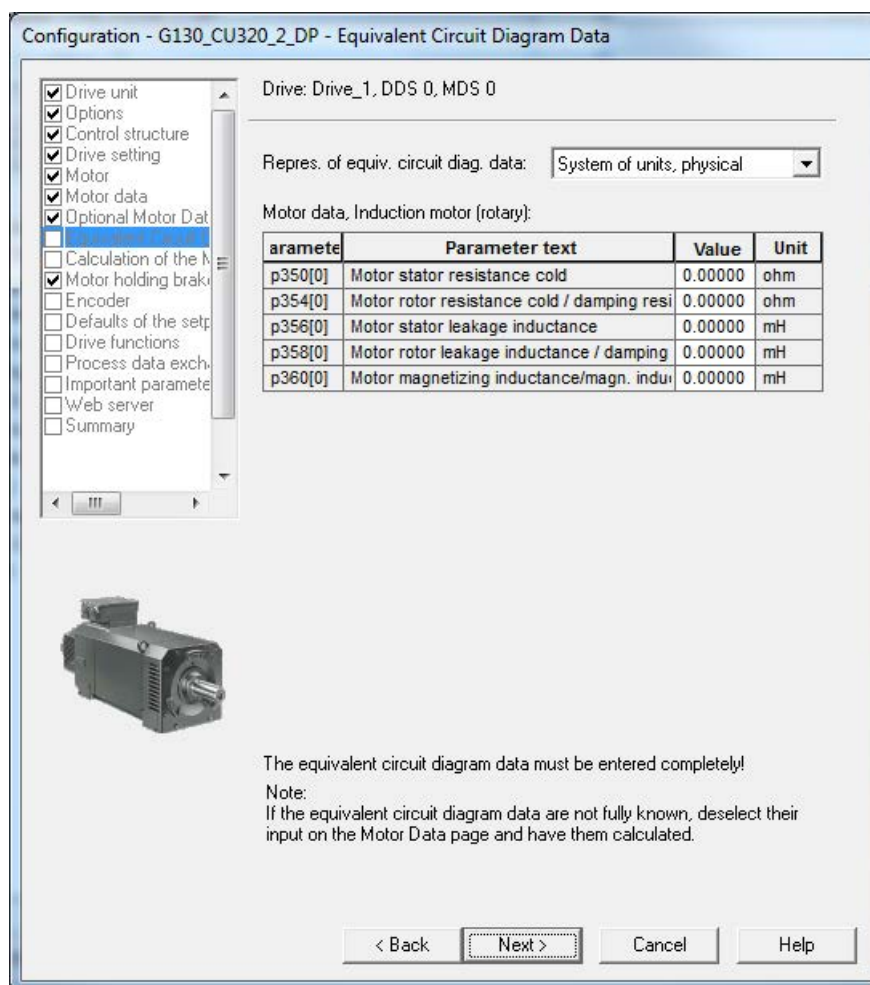 Configuration - G130_CU320_2_DP - Equivalent Circuit Diagram Data
Drive unit
Options
Control structure
Drive setting
Motor
Motor data
Optional Motor Dat
Calculation of the M
Motor holding brak
Encoder
Defaults of the setp
Drive functions
Process data exch
Important paramete
Web server
Summary
Drive: Drive_1, DDS 0, MDS 0
Repres. of equiv. circuit diag. data: System of units, physical
Motor data, Induction motor (rotary):
aramete Parameter text Value Unit
p350[0] Motor stator resistance cold 0.00000 ohm
p354[0] Motor rotor resistance cold / damping resi 0.00000 ohm
p356[0] Motor stator leakage inductance 0.00000 mH
p358[0] Motor rotor leakage inductance / damping 0.00000 mH
p360[0] Motor magnetizing inductance/magn. indu 0.00000 mH
The equivalent circuit diagram data must be entered completely!
Note:
If the equivalent circuit diagram data are not fully known, deselect their
input on the Motor Data page and have them calculated.
< Back Next > Cancel Help